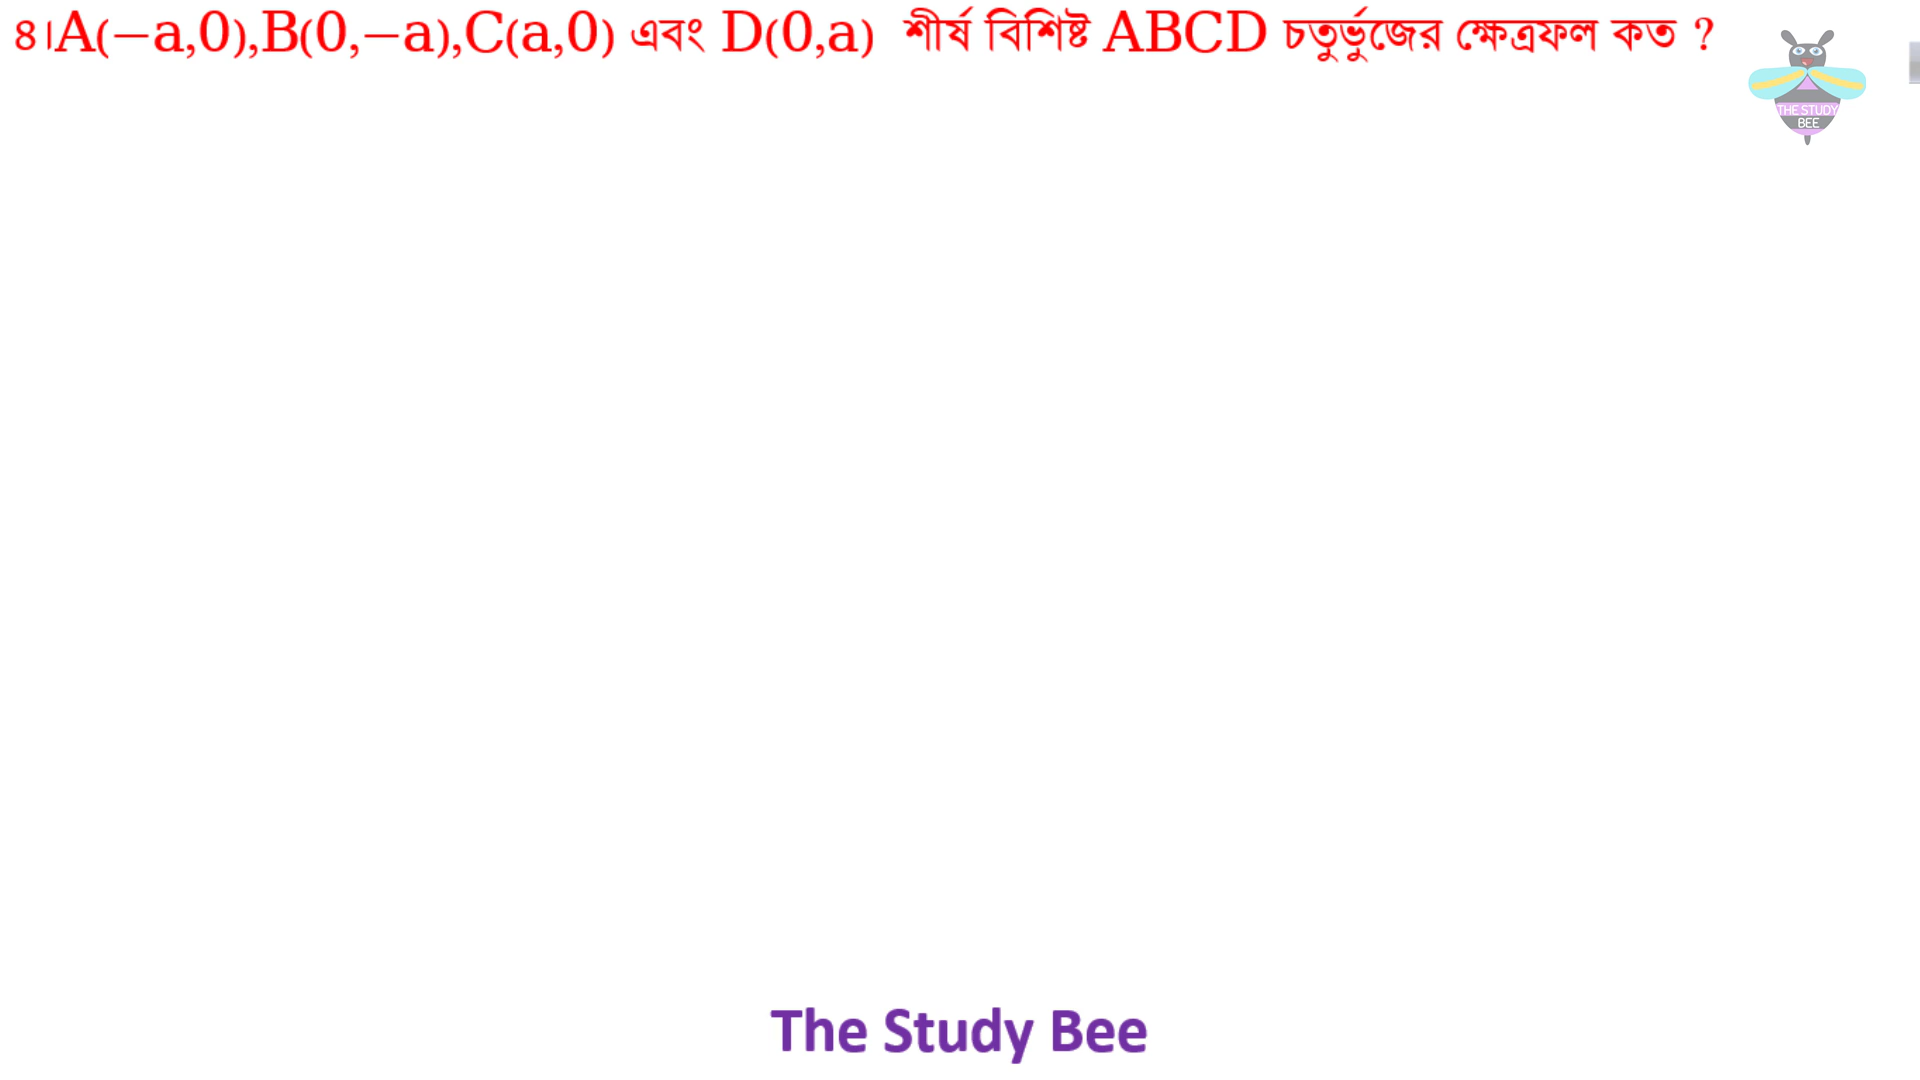 ৪।A(−a,0),B(0,−a),C(a,0) এবং D(0,a) শীর্ষ বিশিষ্ট ABCD চতুর্ভুজের ক্ষেত্রফল কত ?
THE STUDY
BEE
The Study Bee